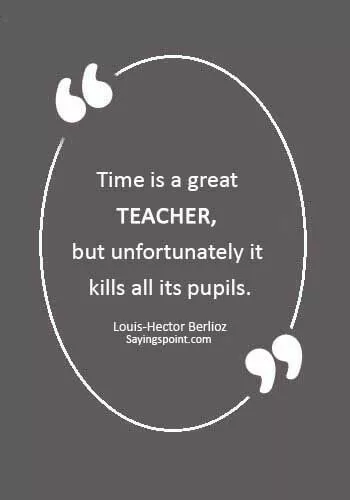 Time is a great
TEACHER,
but unfortunately it
kills all its pupils.
Louis-Hector Berlioz
Sayingspoint.com